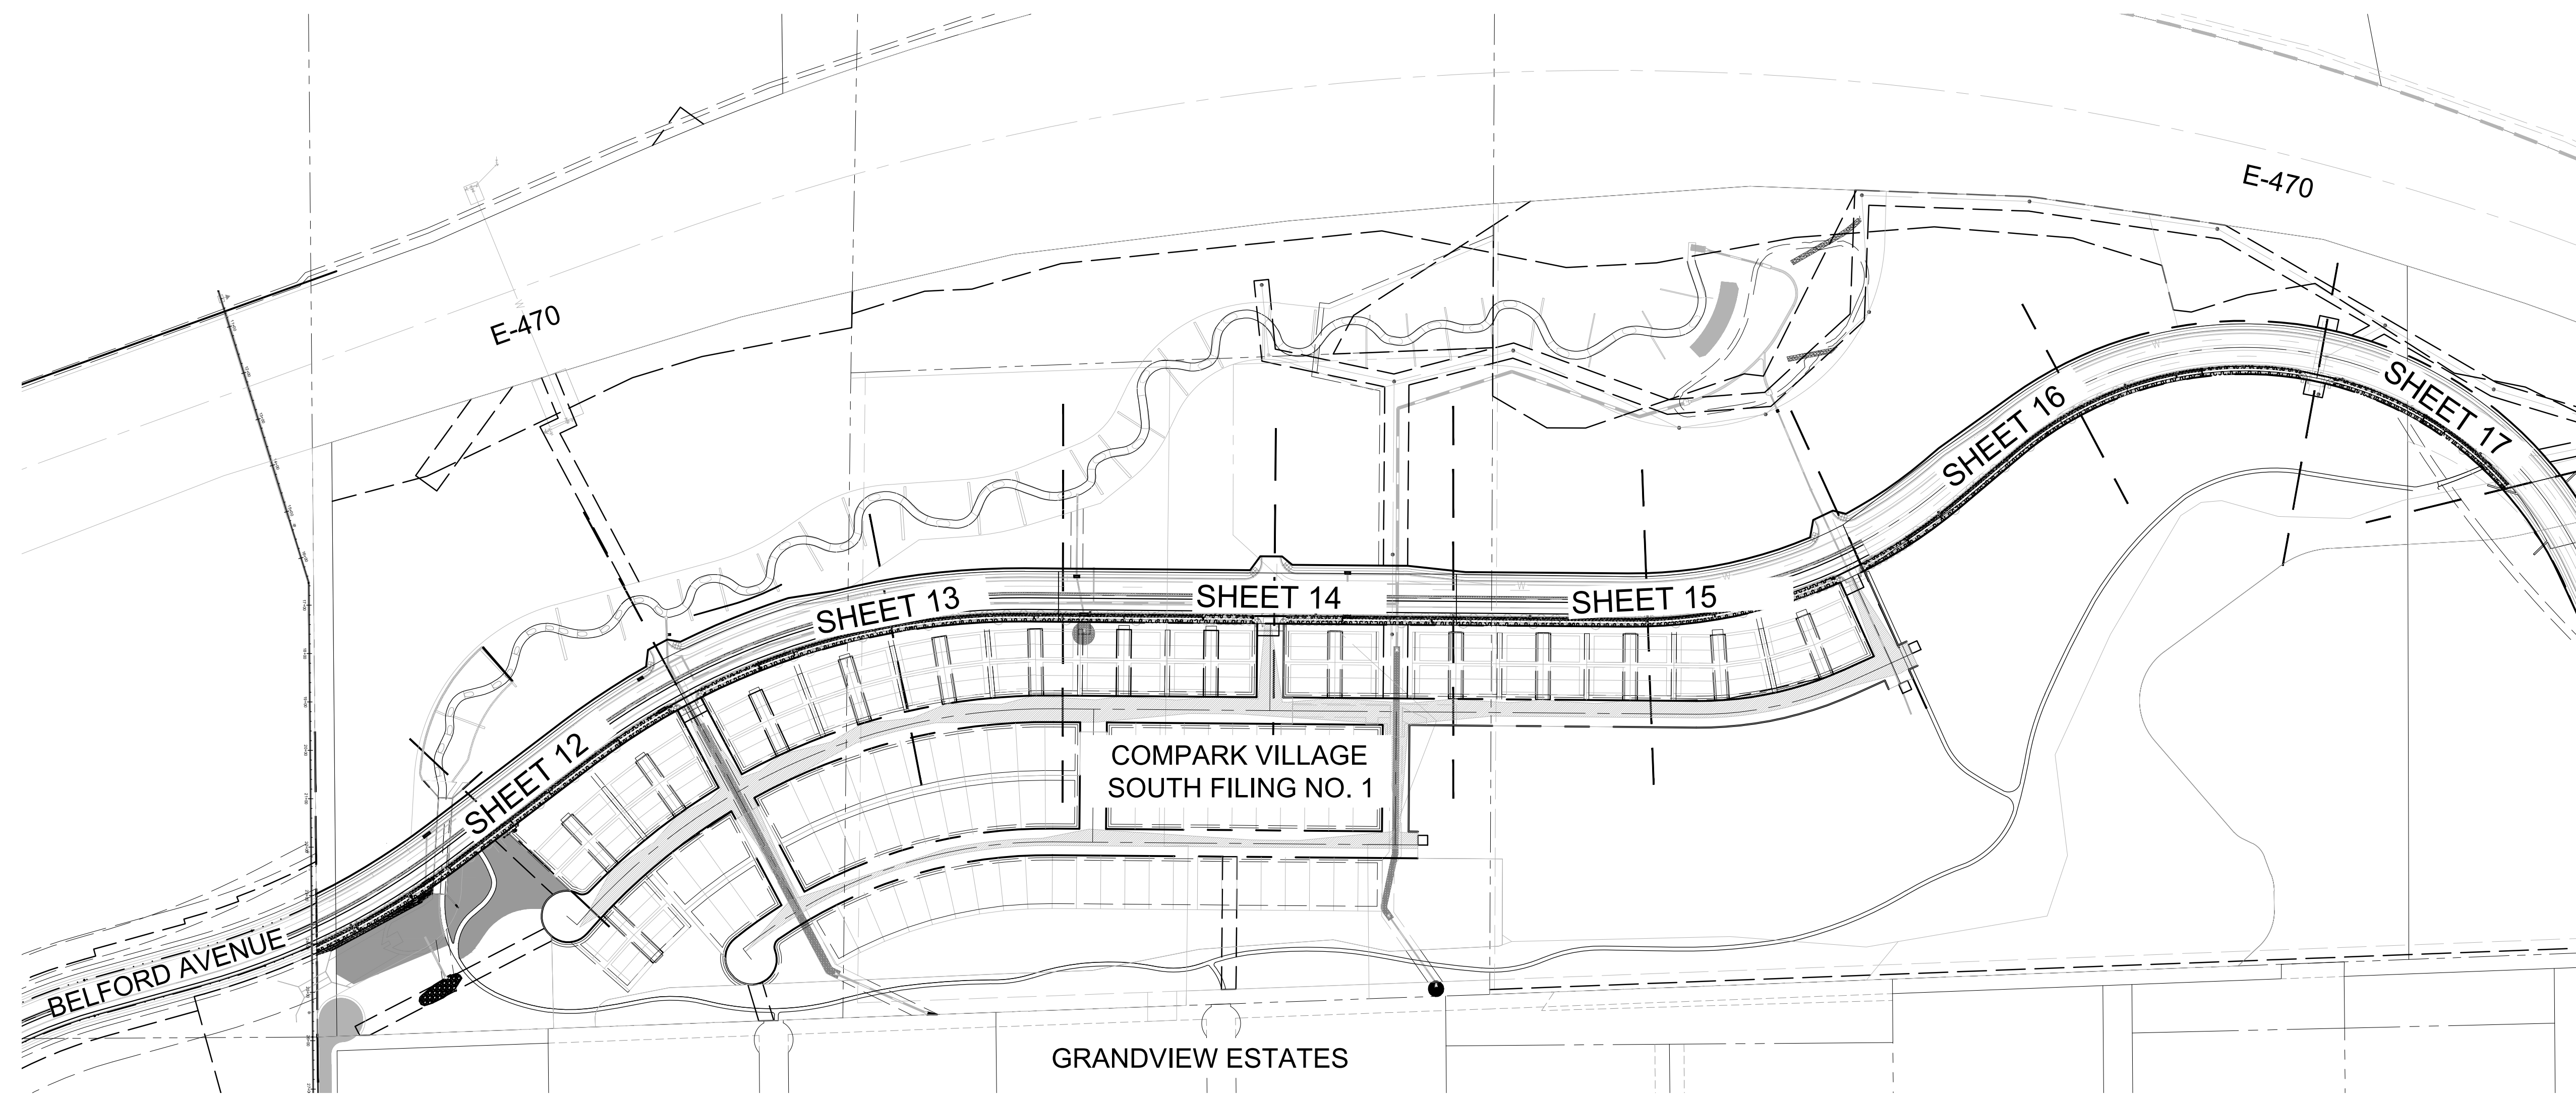 E-470
E-470
SHEET 17
SHEET 16
SHEET 15
SHEET 14
SHEET 13
SHEET 12
COMPARK VILLAGE
SOUTH FILING NO. 1
BELFORD AVENUE
GRANDVIEW ESTATES